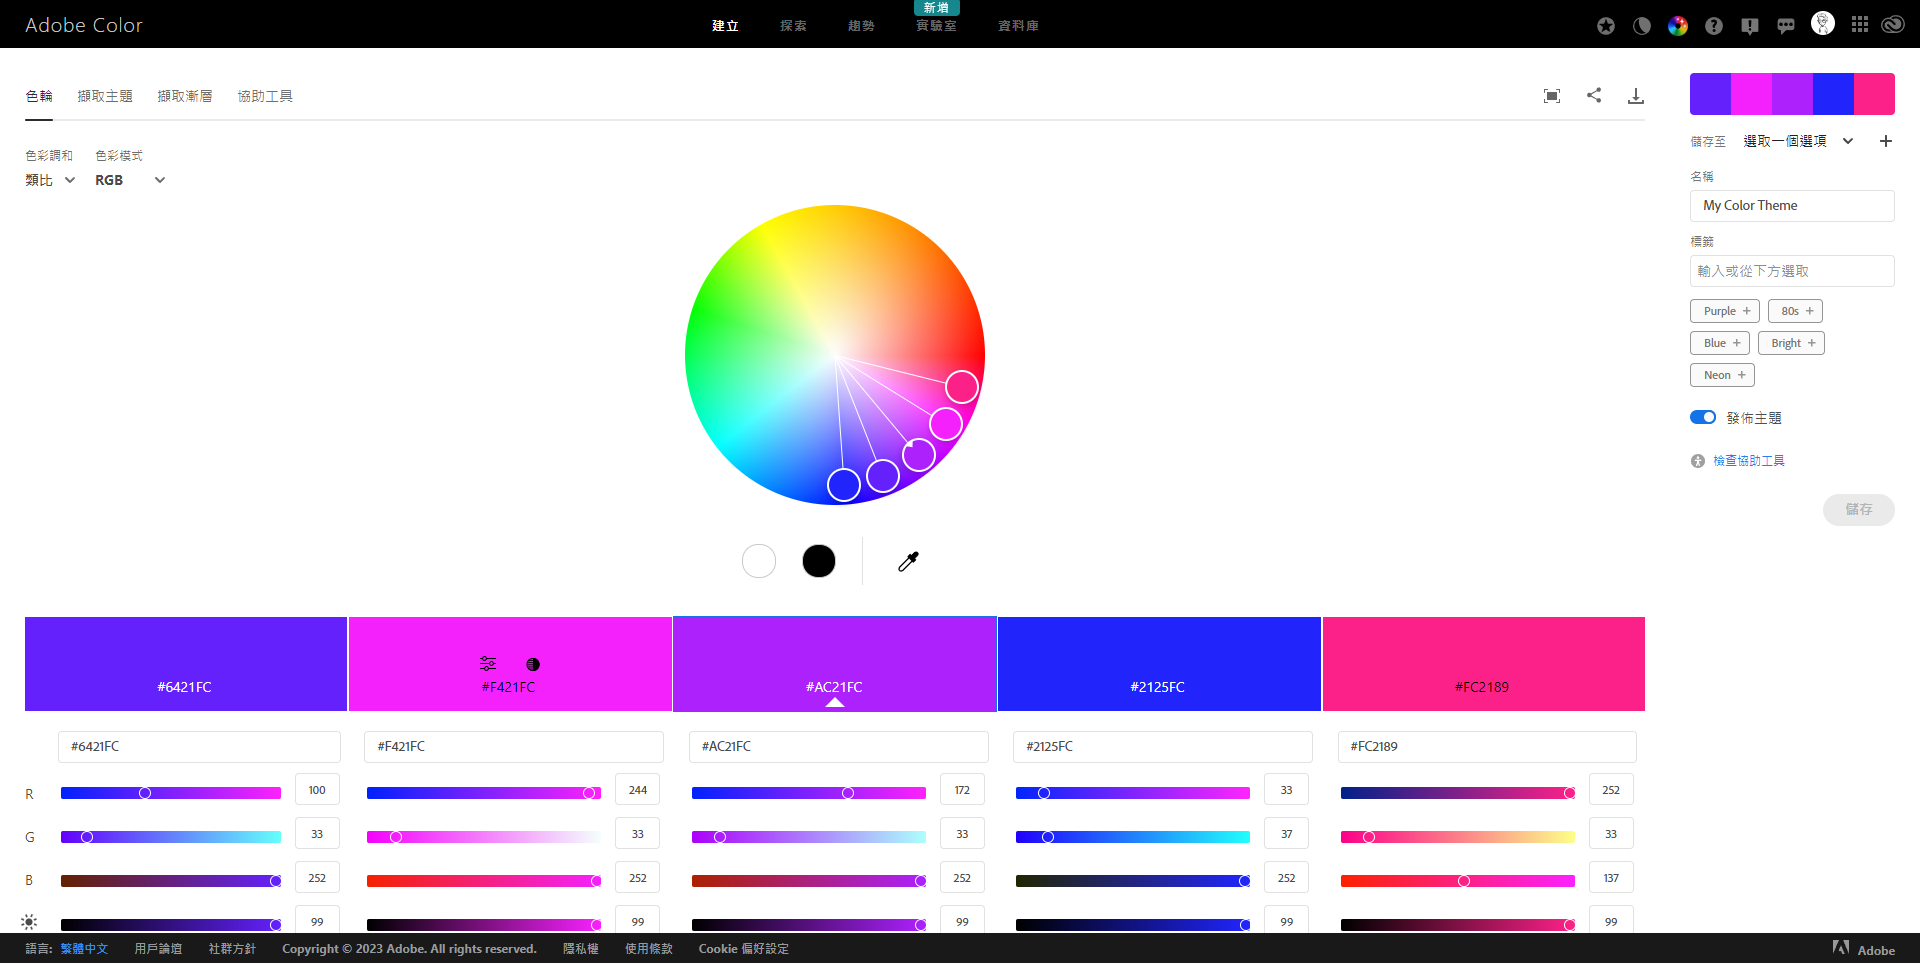 Adobe Color
建立
探索
趨勢
新增
實驗室
資料庫
色輪
擷取主題
擷取漸層
協助工具
色彩調和
色彩模式
類比
RGB
儲存至
選取一個選項
名稱
My Color Theme
標籤
輸入或從下方選取
Purple +
80s +
Blue +
Bright +
Neon +
發佈主題
檢查協助工具
儲存
#6421FC
#F421FC
#AC21FC
#2125FC
#FC2189
#6421FC
#F421FC
#AC21FC
#2125FC
#FC2189
R
100
244
172
33
252
G
33
33
33
37
33
B
252
252
252
252
137
99
99
99
99
99
語言: 繁體中文
用戶論壇
社群方針
Copyright © 2023 Adobe. All rights reserved.
隱私權
使用條款
Cookie 偏好設定
Adobe